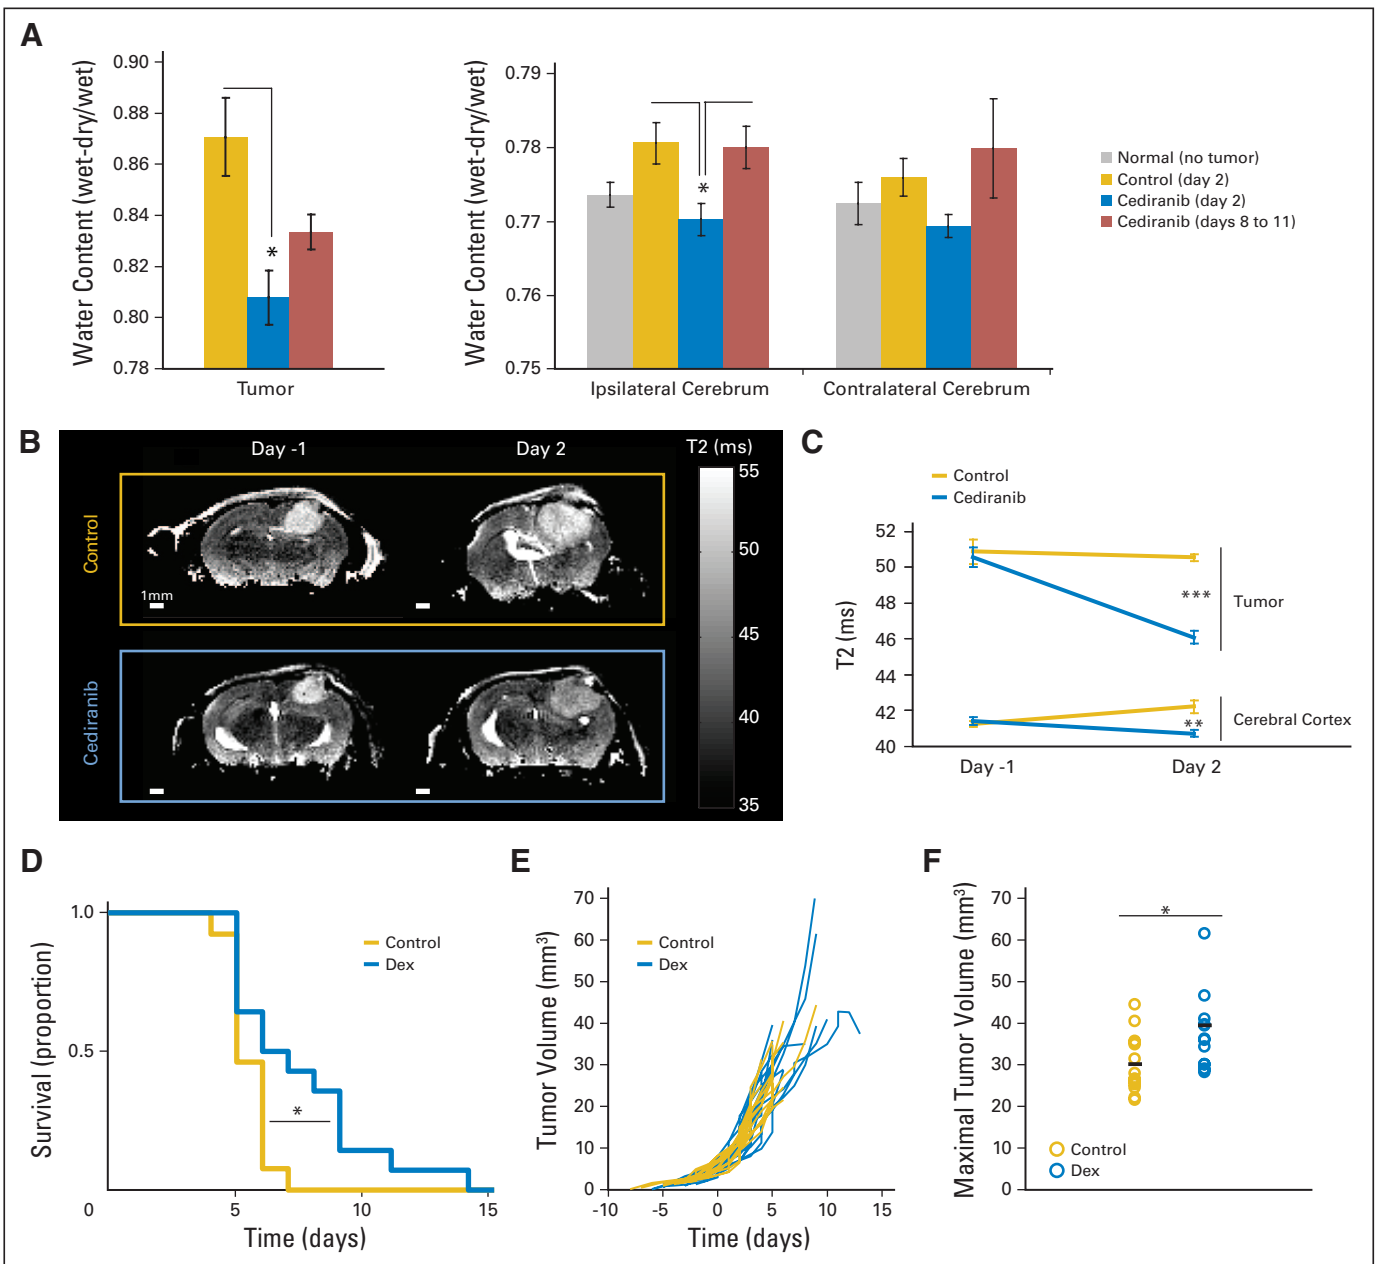 A
Water Content (wet-dry/wet)
0.90
0.88
0.86
0.84
0.82
0.80
0.78
*
Tumor
Water Content (wet-dry/wet)
0.79
0.78
0.77
0.76
0.75
*
Ipsilateral Cerebrum
Contralateral Cerebrum
Normal (no tumor)
Control (day 2)
Cediranib (day 2)
Cediranib (days 8 to 11)
B
Day -1
Day 2
T2 (ms)
Control
Cediranib
1mm
55
50
45
40
35
C
Control
Cediranib
T2 (ms)
52
50
48
46
44
42
40
***
Tumor
**
Cerebral Cortex
Day -1
Day 2
D
Survival (proportion)
1.0
0.5
0
5
10
15
Control
Dex
*
Time (days)
E
Tumor Volume (mm³)
70
60
50
40
30
20
10
0
Control
Dex
-10
-5
0
5
10
15
Time (days)
F
Maximal Tumor Volume (mm³)
70
60
50
40
30
20
10
0
*
Control
Dex